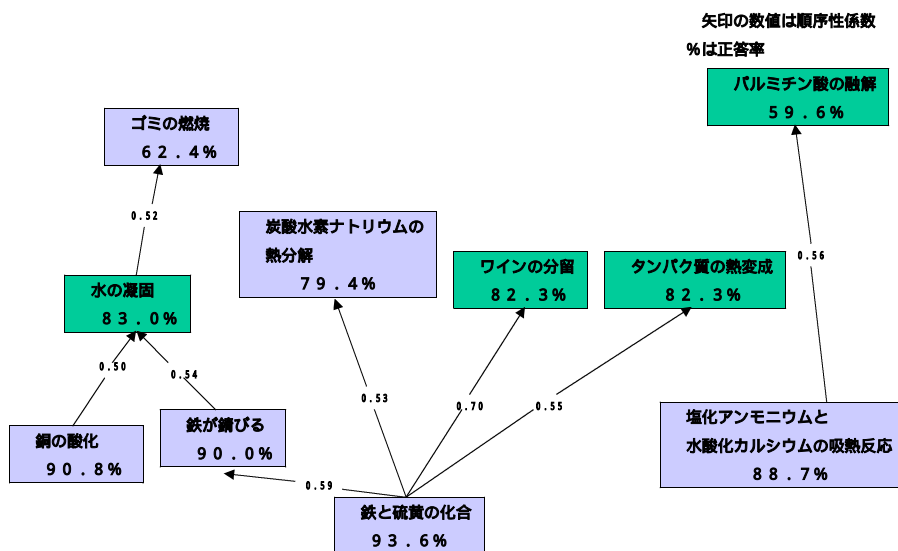 矢印の数値は順序性係数
%は正答率
パルミチン酸の融解
59.6%
ゴミの燃焼
62.4%
0.52
炭酸水素ナトリウムの
熱分解
79.4%
ワインの分留
82.3%
タンパク質の熱変成
82.3%
0.56
水の凝固
83.0%
0.50
0.54
0.53
0.70
0.55
銅の酸化
90.8%
鉄が錆びる
90.0%
塩化アンモニウムと
水酸化カルシウムの吸熱反応
88.7%
0.59
鉄と硫黄の化合
93.6%